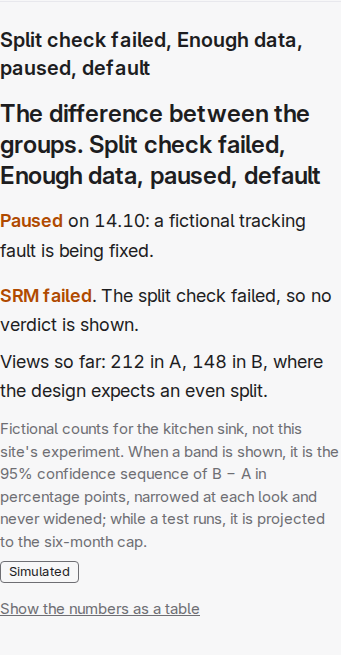 Split check failed, Enough data,
paused, default
The difference between the
groups. Split check failed,
Enough data, paused, default
Paused on 14.10: a fictional tracking
fault is being fixed.
SRM failed. The split check failed, so no
verdict is shown.
Views so far: 212 in A, 148 in B, where
the design expects an even split.
Fictional counts for the kitchen sink, not this
site's experiment. When a band is shown, it is the
95% confidence sequence of B − A in
percentage points, narrowed at each look and
never widened; while a test runs, it is projected
to the six-month cap.
Simulated
Show the numbers as a table